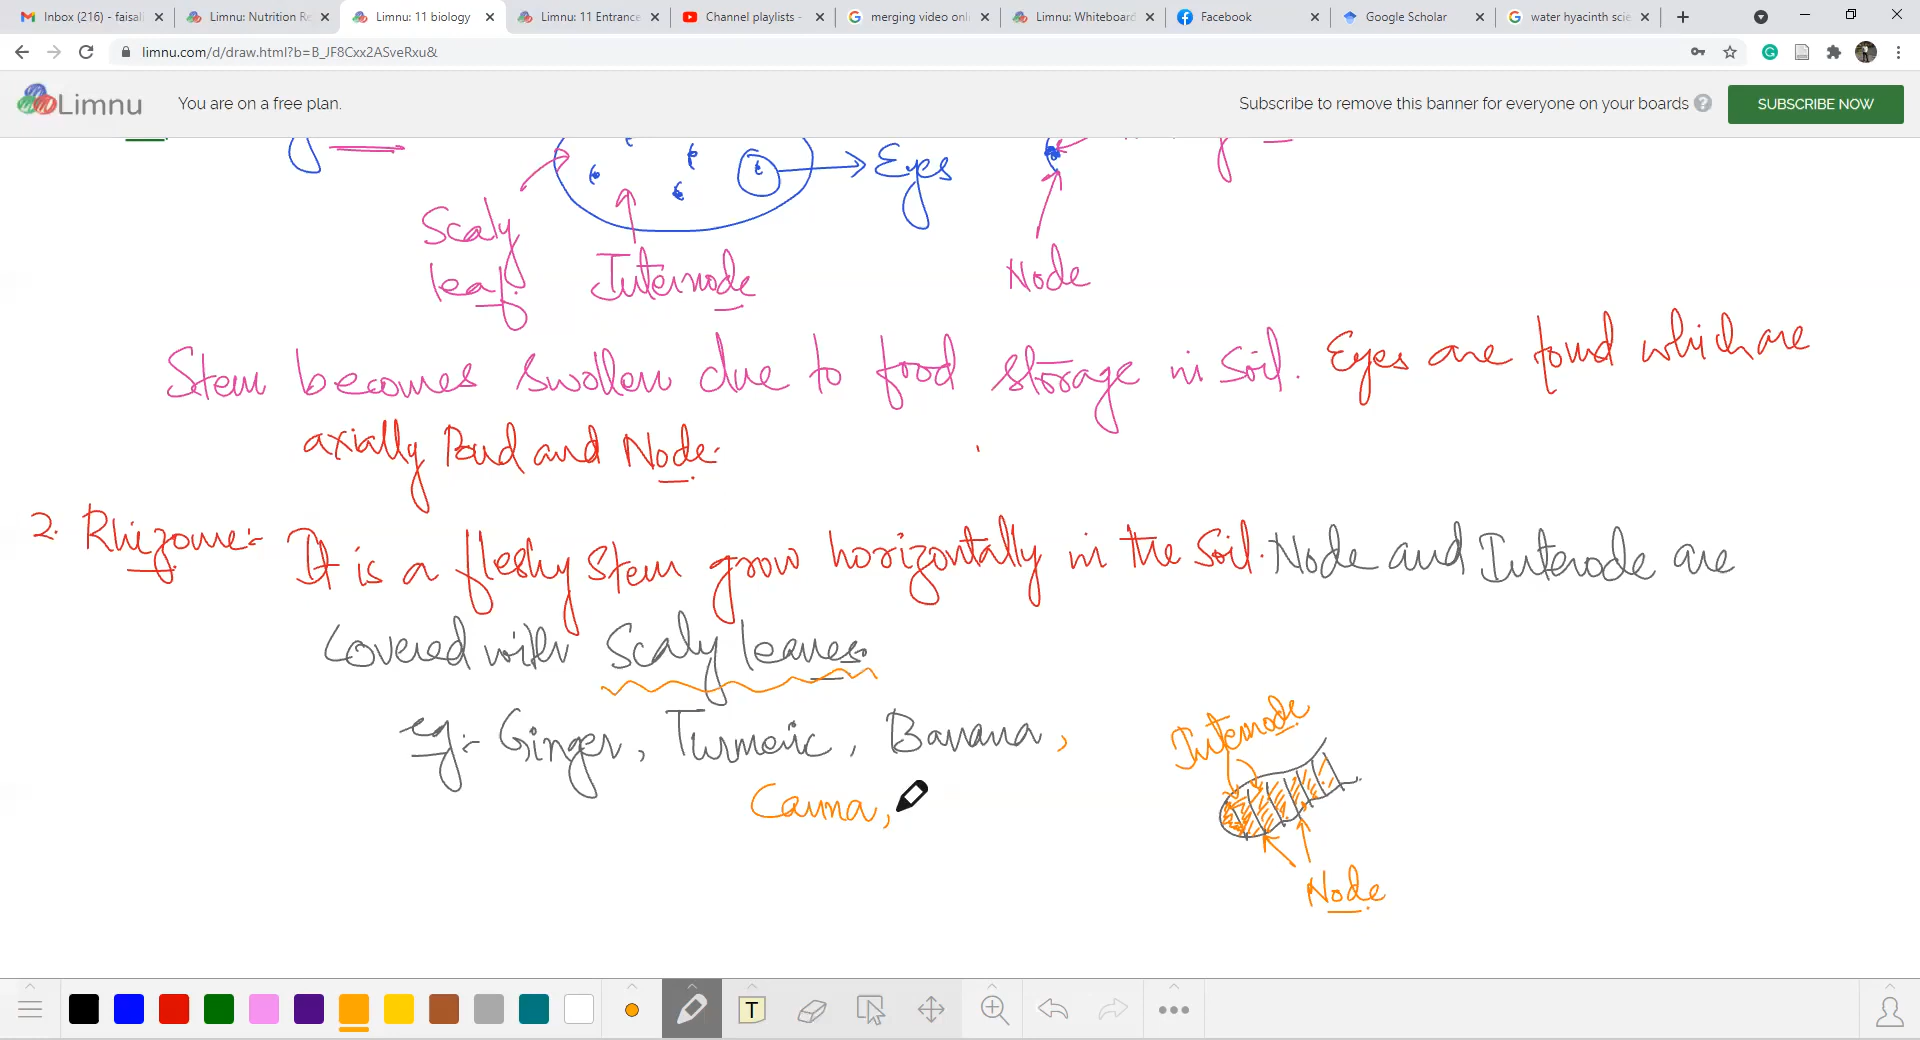 Inbox (216) - faisal
Limnu: Nutrition Re
Limnu: 11 biology
Limnu: 11 Entrance
Channel playlists -
merging video onl
Limnu: Whiteboard
Facebook
Google Scholar
water hyacinth scie
limnu.com/d/draw.html?b=B_JF8Cxx2ASveRxu&
Limnu
You are on a free plan.
Subscribe to remove this banner for everyone on your boards ?
SUBSCRIBE NOW
Eyes
Scaly
leaf
Internode
Node
Stem becomes swollen due to food storage in soil. Eyes are found which are
axially Bud and Node.
2. Rhizome:- It is a fleshy stem grow horizontally in the soil. Node and Internode are
covered with Scaly leaves.
eg:- Ginger, Turmeric, Banana,
Canna,
Internode
Node
T